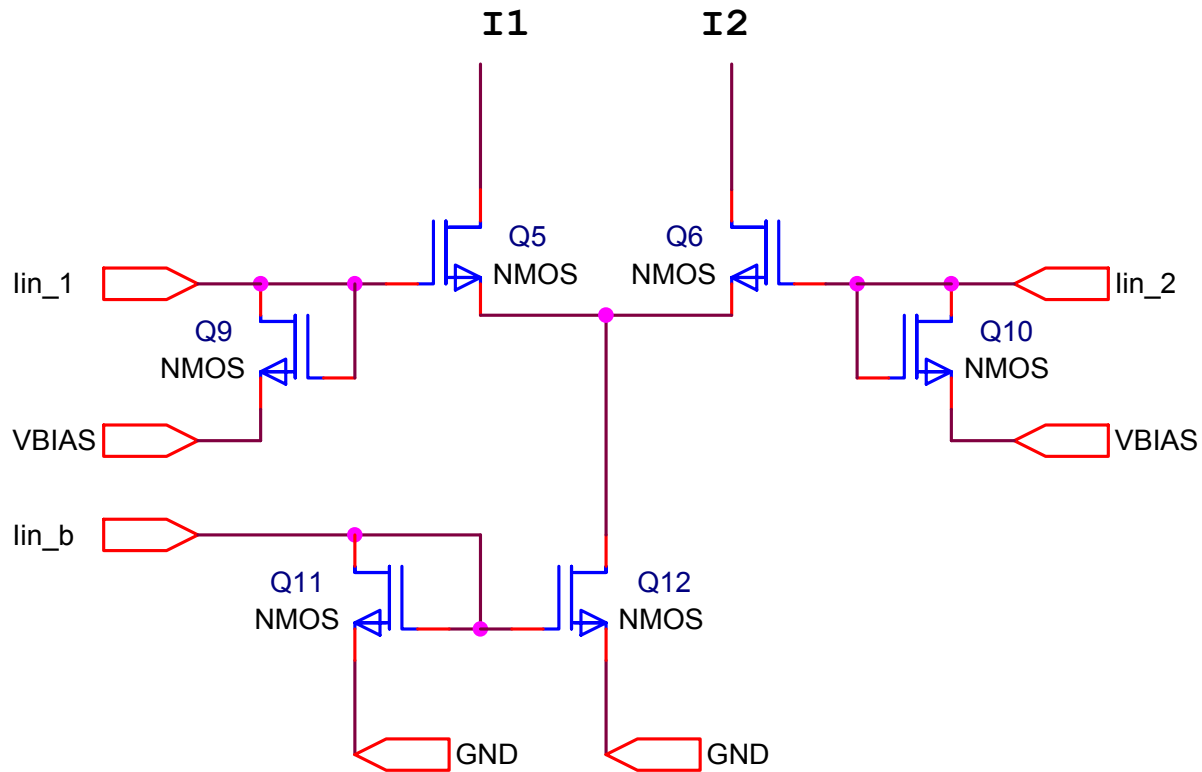 I1 I2
Q5 Q6
NMOS NMOS
Iin_1 Iin_2
Q9 Q10
NMOS NMOS
VBIAS VBIAS
Iin_b
Q11 Q12
NMOS NMOS
GND GND